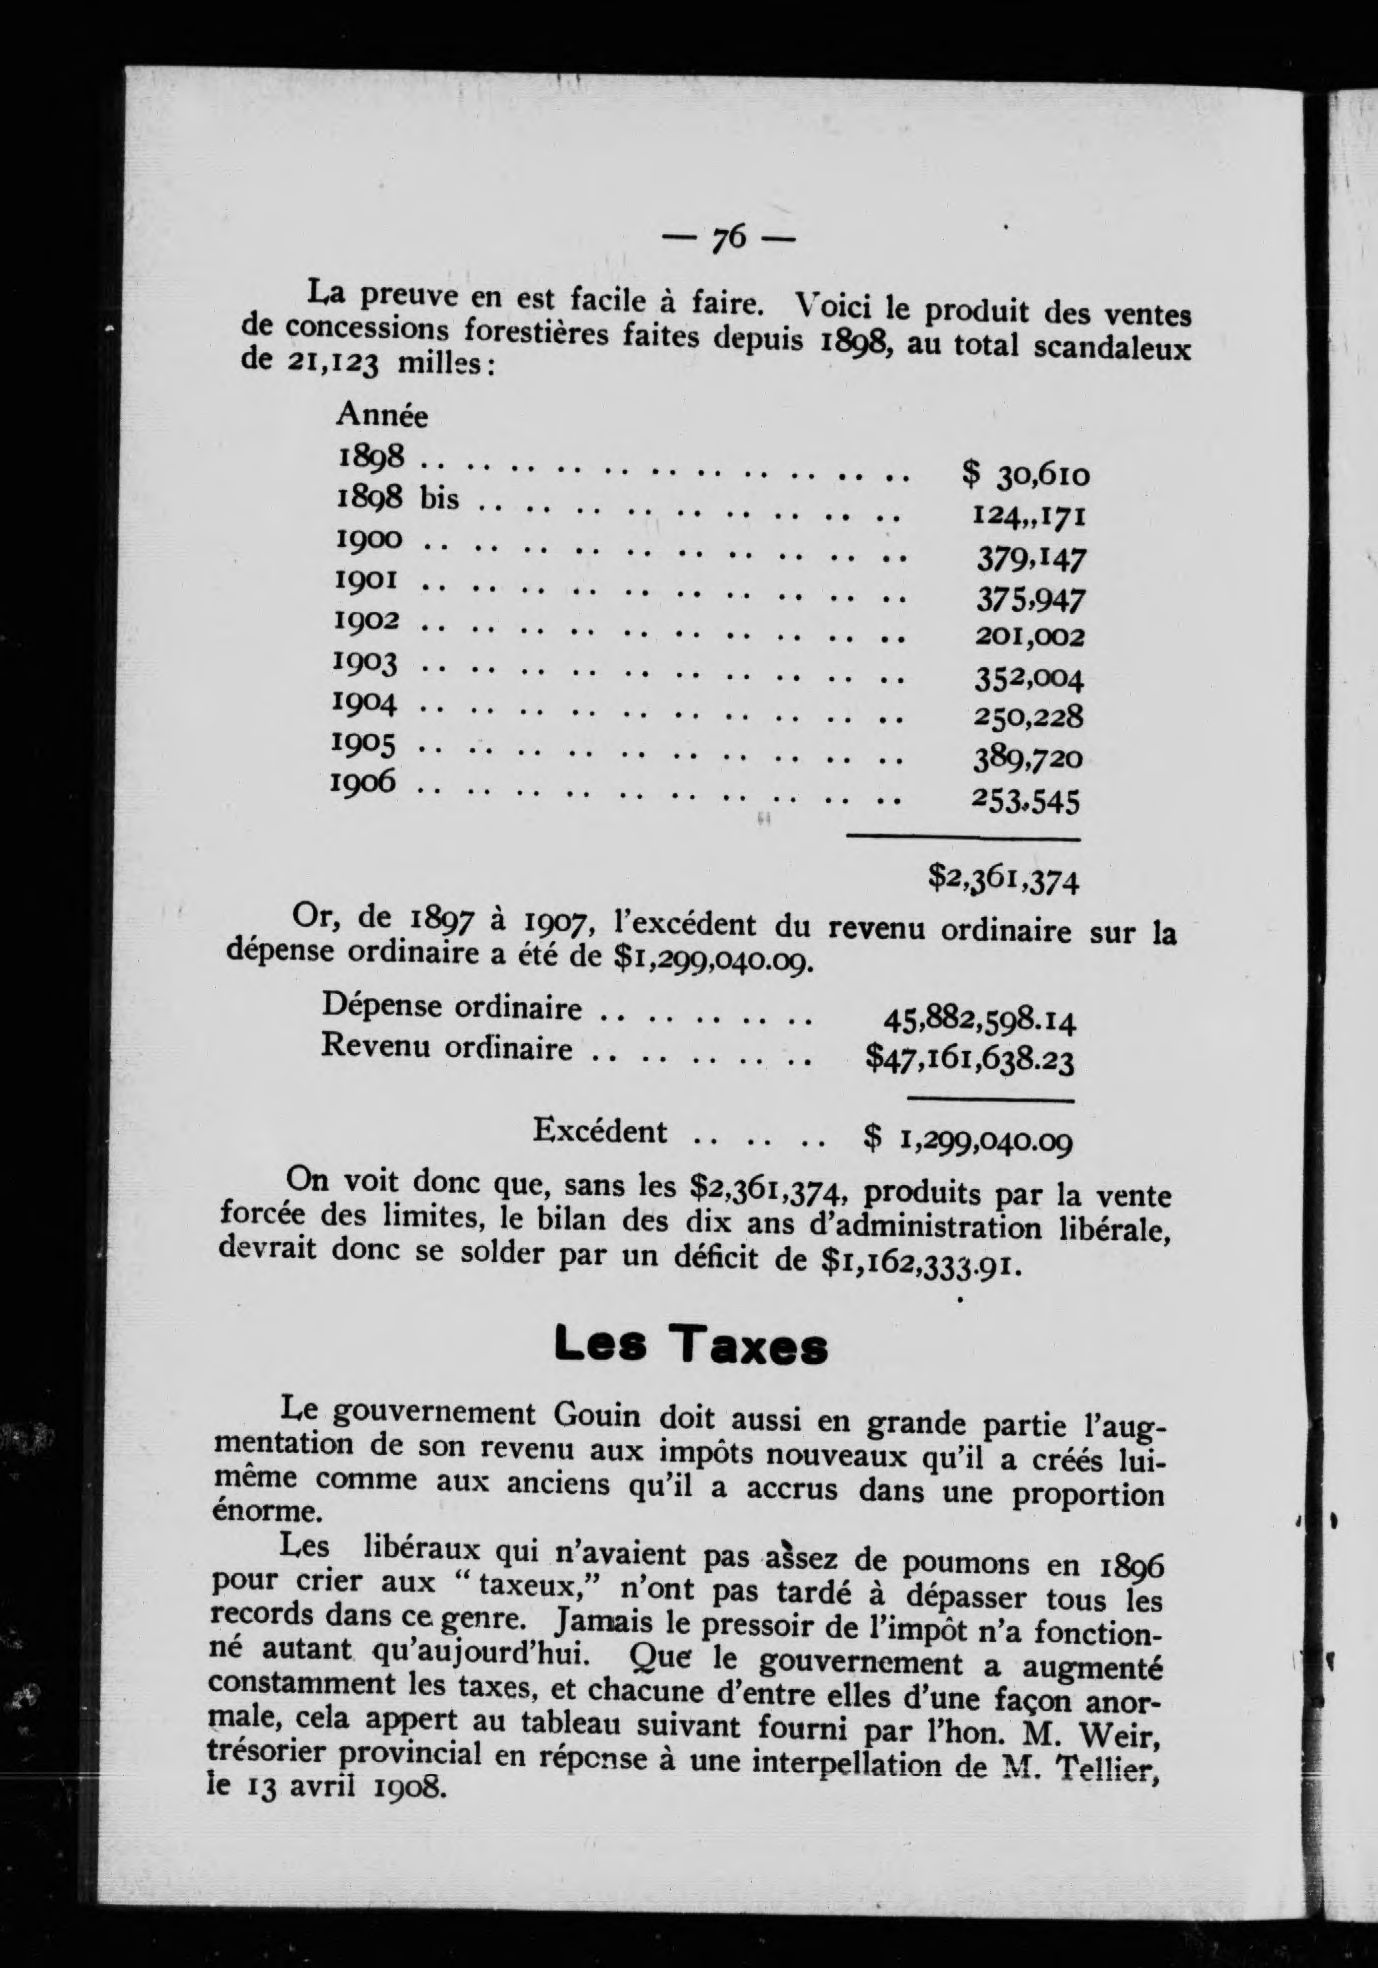 — 76 —
La preuve en est facile à faire. Voici le produit des ventes
de concessions forestières faites depuis 1898, au total scandaleux
de 21,123 milles:
Année
1898 .. .. .. .. .. .. .. .. .. .. .. $ 30,610
1898 bis .. .. .. .. .. .. .. .. .. 124,,171
1900 .. .. .. .. .. .. .. .. .. .. 379,147
1901 .. .. .. .. .. .. .. .. .. .. 375,947
1902 .. .. .. .. .. .. .. .. .. .. 201,002
1903 .. .. .. .. .. .. .. .. .. .. 352,004
1904 .. .. .. .. .. .. .. .. .. .. 250,228
1905 .. .. .. .. .. .. .. .. .. .. 389,720
1906 .. .. .. .. .. .. .. .. .. .. 253,545
$2,361,374
Or, de 1897 à 1907, l'excédent du revenu ordinaire sur la
dépense ordinaire a été de $1,299,040.09.
Dépense ordinaire .. .. .. .. .. 45,882,598.14
Revenu ordinaire .. .. .. .. .. $47,161,638.23
Excédent .. .. .. $ 1,299,040.09
On voit donc que, sans les $2,361,374, produits par la vente
forcée des limites, le bilan des dix ans d'administration libérale,
devrait donc se solder par un déficit de $1,162,333.91.
Les Taxes
Le gouvernement Gouin doit aussi en grande partie l'aug-
mentation de son revenu aux impôts nouveaux qu'il a créés lui-
même comme aux anciens qu'il a accrus dans une proportion
énorme.
Les libéraux qui n'avaient pas assez de poumons en 1896
pour crier aux "taxeux," n'ont pas tardé à dépasser tous les
records dans ce genre. Jamais le pressoir de l'impôt n'a fonction-
né autant qu'aujourd'hui. Que le gouvernement a augmenté
constamment les taxes, et chacune d'entre elles d'une façon anor-
male, cela appert au tableau suivant fourni par l'hon. M. Weir,
trésorier provincial en réponse à une interpellation de M. Tellier,
le 13 avril 1908.